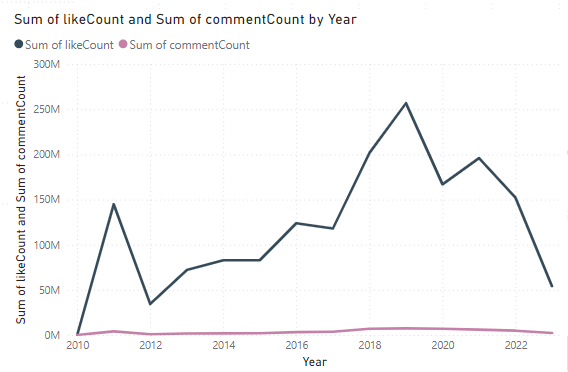 Sum of likeCount and Sum of commentCount by Year
Sum of likeCount Sum of commentCount
Sum of likeCount and Sum of commentCount
300M
250M
200M
150M
100M
50M
0M
2010 2012 2014 2016 2018 2020 2022
Year